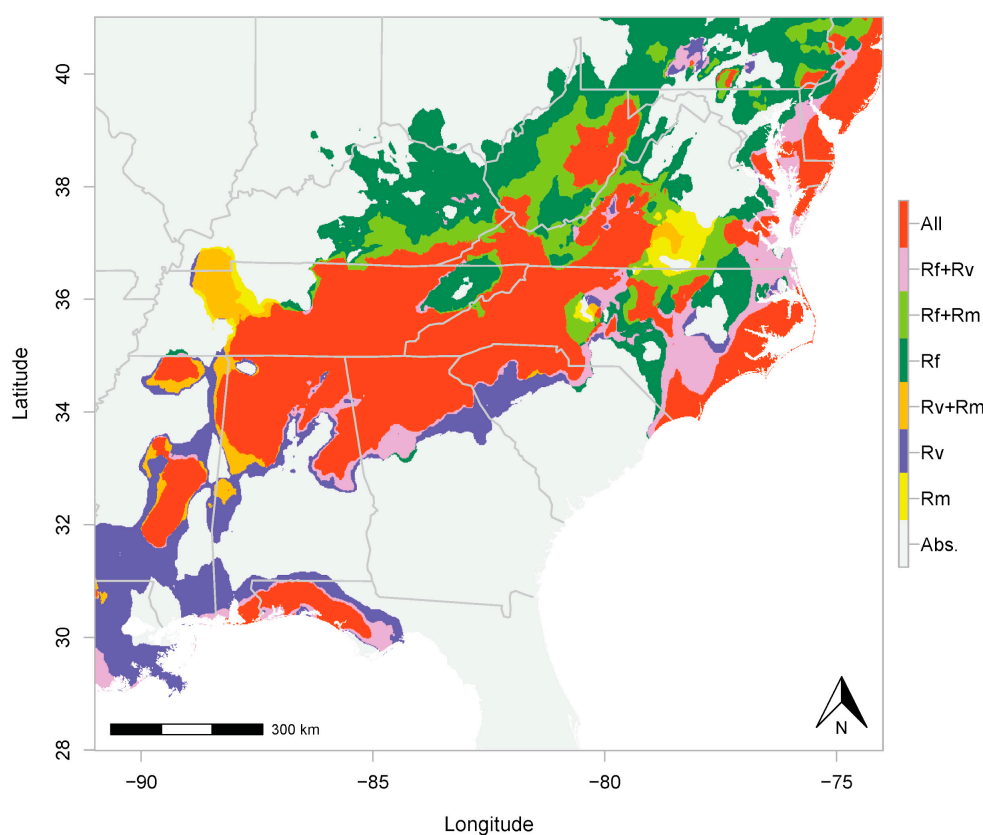 40
38
36
34
32
30
28
Latitude
−90
−85
−80
−75
Longitude
300 km
N
All
Rf+Rv
Rf+Rm
Rf
Rv+Rm
Rv
Rm
Abs.